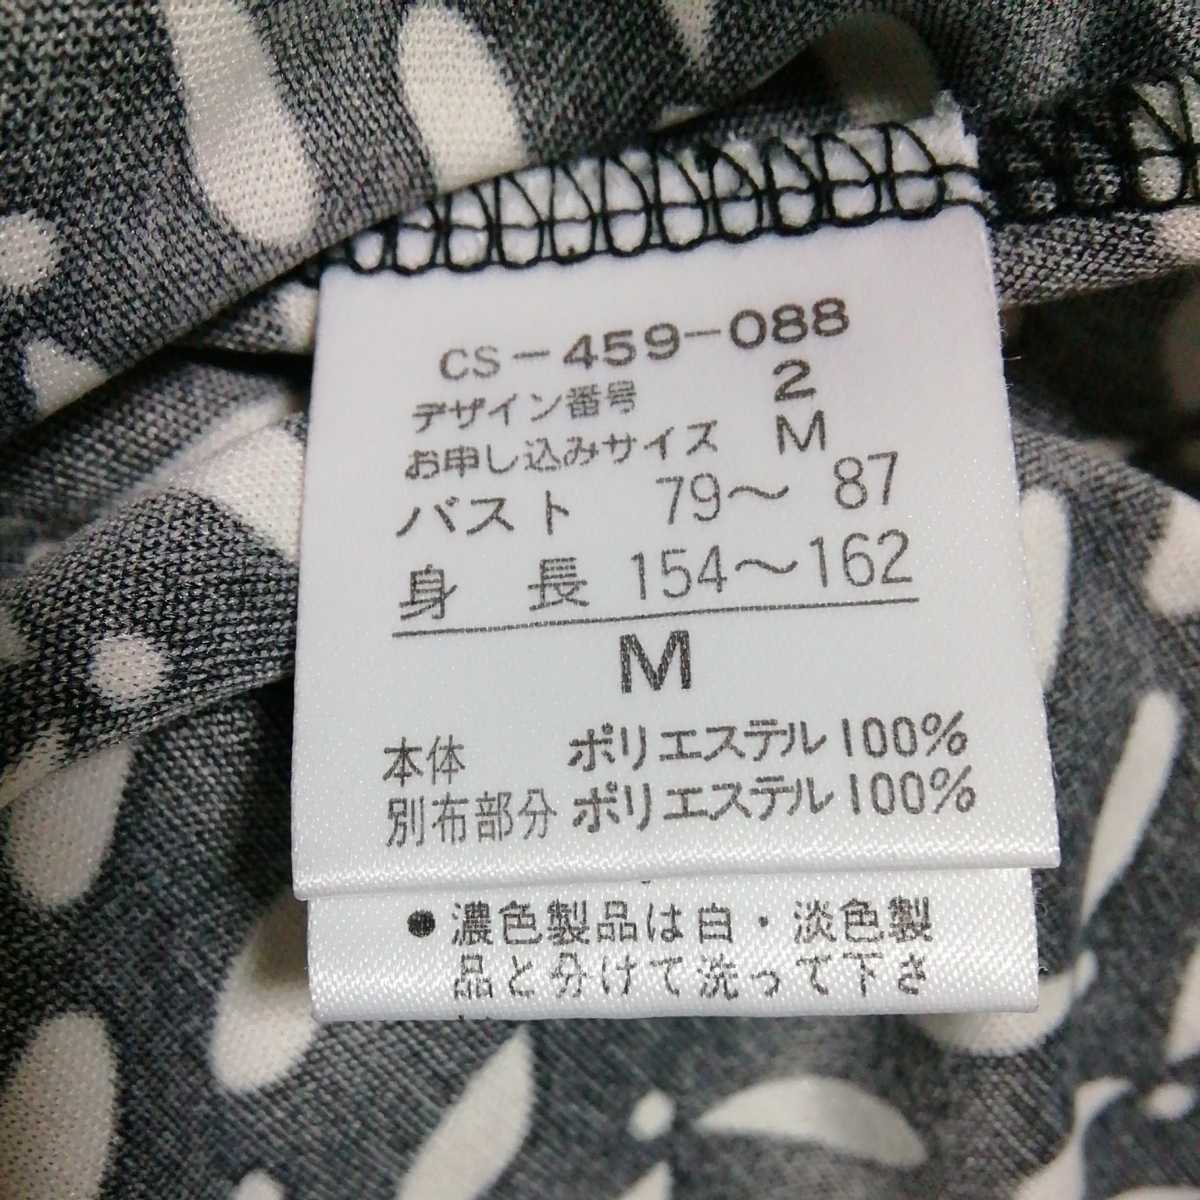 CS-459-088
デザイン番号 2
お申し込みサイズ M
バスト 79〜87
身長 154〜162
M
本体 ポリエステル100%
別布部分 ポリエステル100%
●濃色製品は白・淡色製
品と分けて洗って下さ